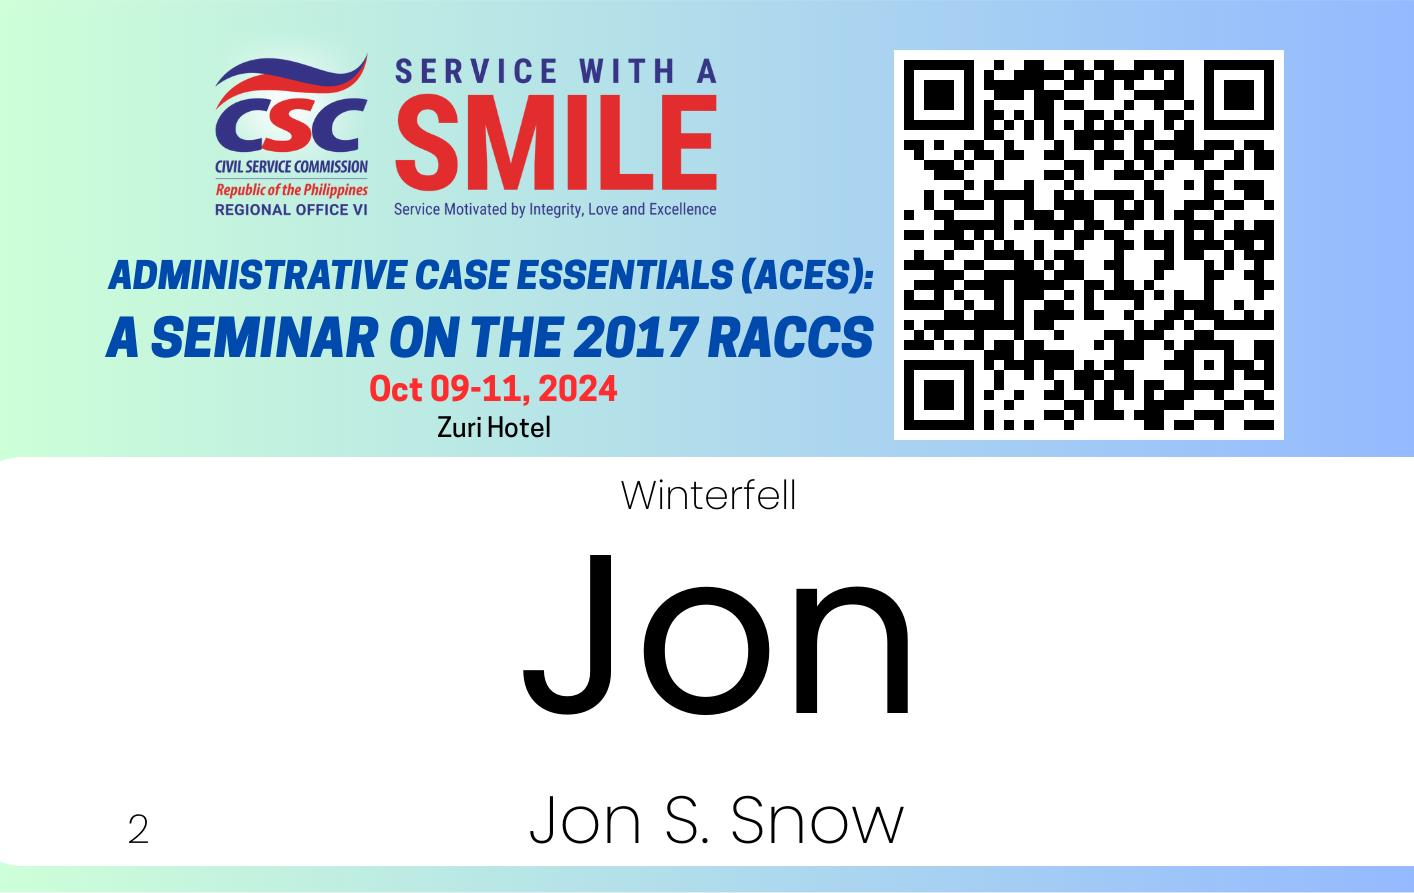 CSC
CIVIL SERVICE COMMISSION
Republic of the Philippines
REGIONAL OFFICE VI
SERVICE WITH A
SMILE
Service Motivated by Integrity, Love and Excellence
ADMINISTRATIVE CASE ESSENTIALS (ACES):
A SEMINAR ON THE 2017 RACCS
Oct 09-11, 2024
Zuri Hotel
Winterfell
Jon
Jon S. Snow
2